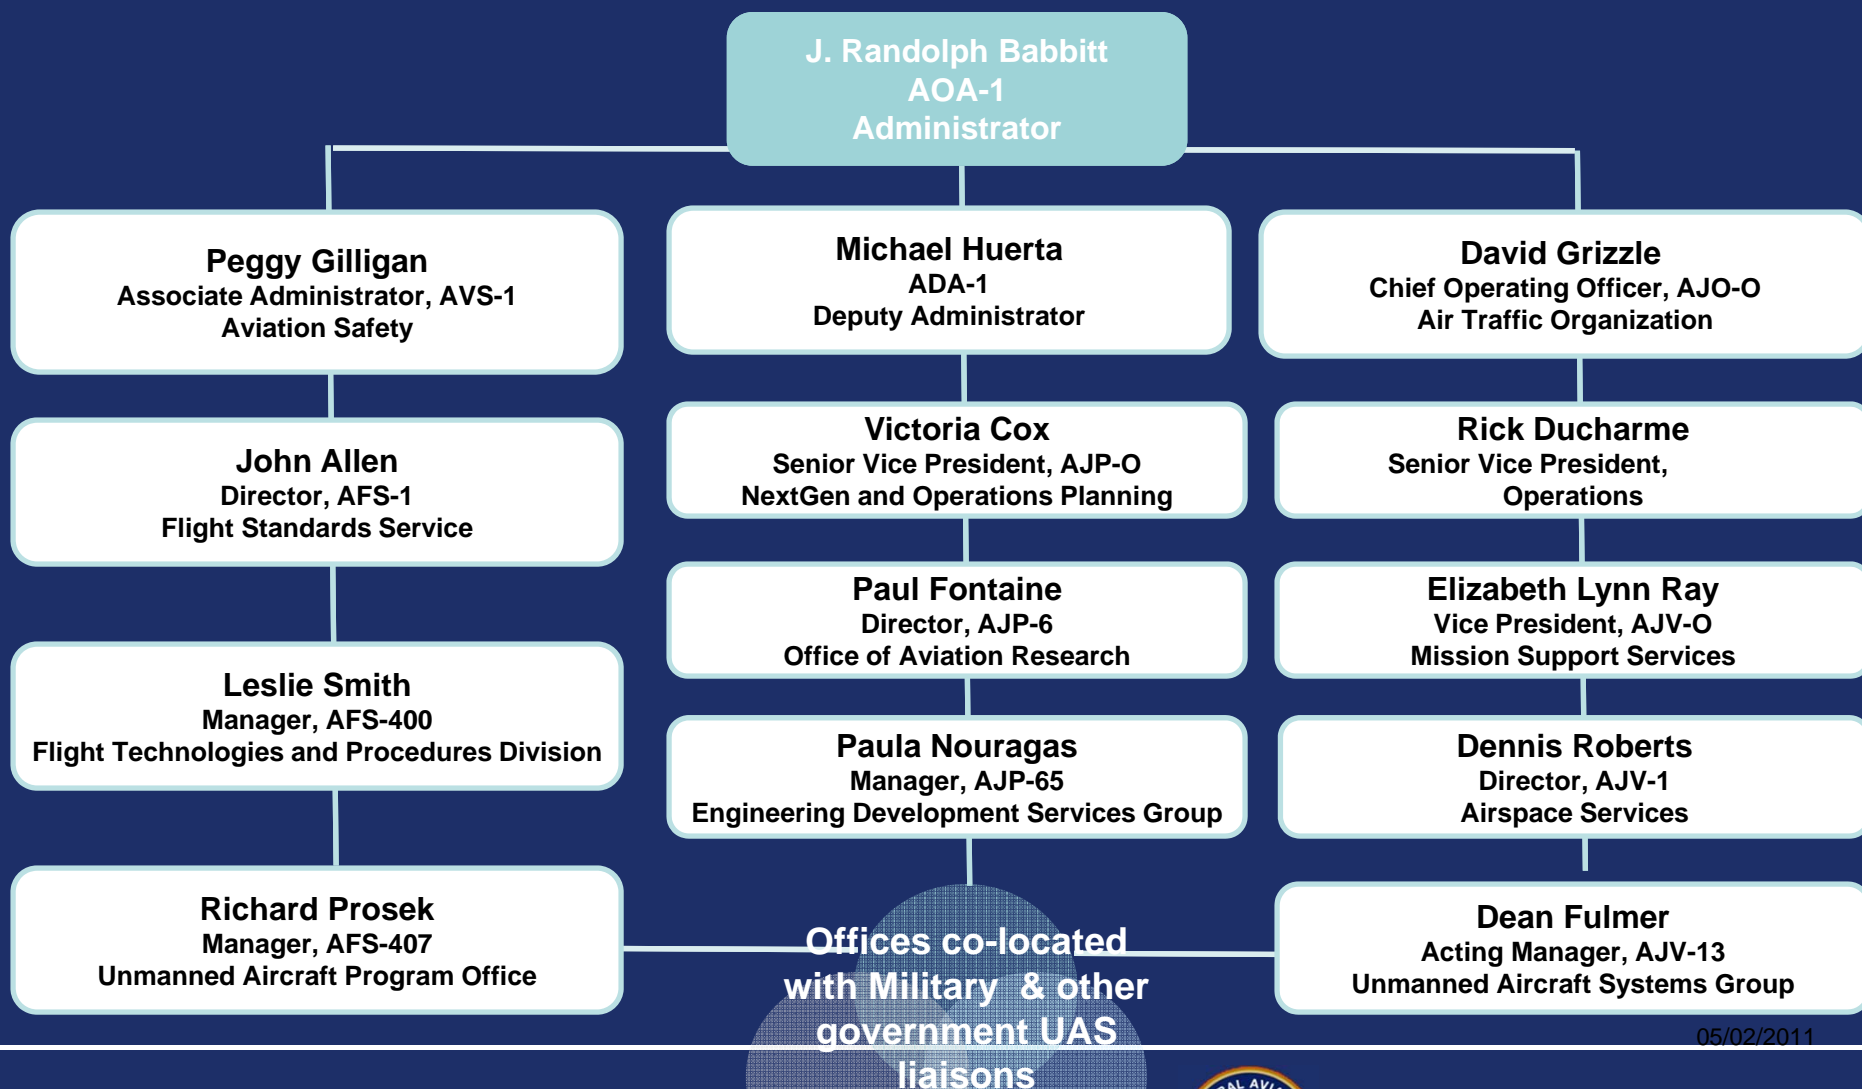 J. Randolph Babbitt
AOA-1
Administrator
Peggy Gilligan
Associate Administrator, AVS-1
Aviation Safety
Michael Huerta
ADA-1
Deputy Administrator
David Grizzle
Chief Operating Officer, AJO-O
Air Traffic Organization
John Allen
Director, AFS-1
Flight Standards Service
Victoria Cox
Senior Vice President, AJP-O
NextGen and Operations Planning
Rick Ducharme
Senior Vice President,
Operations
Paul Fontaine
Director, AJP-6
Office of Aviation Research
Elizabeth Lynn Ray
Vice President, AJV-O
Mission Support Services
Leslie Smith
Manager, AFS-400
Flight Technologies and Procedures Division
Paula Nouragas
Manager, AJP-65
Engineering Development Services Group
Dennis Roberts
Director, AJV-1
Airspace Services
Richard Prosek
Manager, AFS-407
Unmanned Aircraft Program Office
Offices co-located
with Military & other
government UAS
liaisons
Dean Fulmer
Acting Manager, AJV-13
Unmanned Aircraft Systems Group
05/02/2011